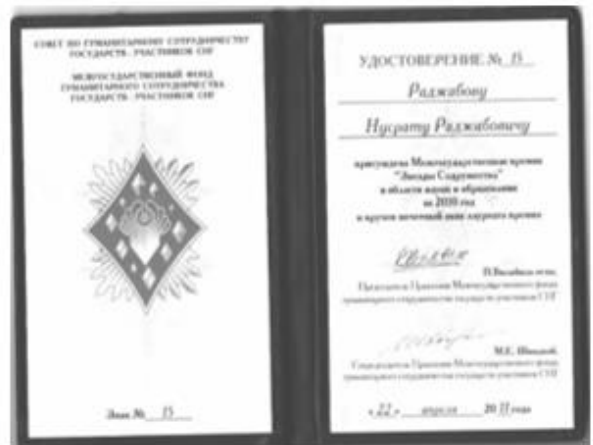 СОВЕТ ПО ГУМАНИТАРНОМУ СОТРУДНИЧЕСТВУ
ГОСУДАРСТВ - УЧАСТНИКОВ СНГ
МЕЖГОСУДАРСТВЕННЫЙ ФОНД
ГУМАНИТАРНОГО СОТРУДНИЧЕСТВА
ГОСУДАРСТВ - УЧАСТНИКОВ СНГ
Знак № 15
УДОСТОВЕРЕНИЕ № 15
Раджабову
Нусрату Раджабовичу
присуждена Межгосударственная премия
"Звезды Содружества"
в области науки и образования
за 2010 год
и вручен почетный знак лауреата премии
Председатель Правления Межгосударственного фонда
гуманитарного сотрудничества государств-участников СНГ
М.Е. Швыдкой,
Сопредседатель Правления Межгосударственного фонда
гуманитарного сотрудничества государств-участников СНГ
« 22 » апреля 20 11 года